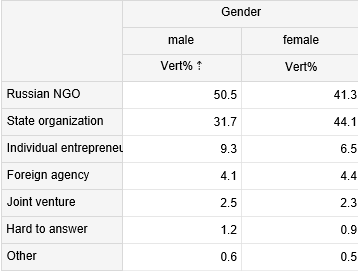 Gender
male female
Vert% ↑ Vert%
Russian NGO 50.5 41.3
State organization 31.7 44.1
Individual entrepreneu 9.3 6.5
Foreign agency 4.1 4.4
Joint venture 2.5 2.3
Hard to answer 1.2 0.9
Other 0.6 0.5